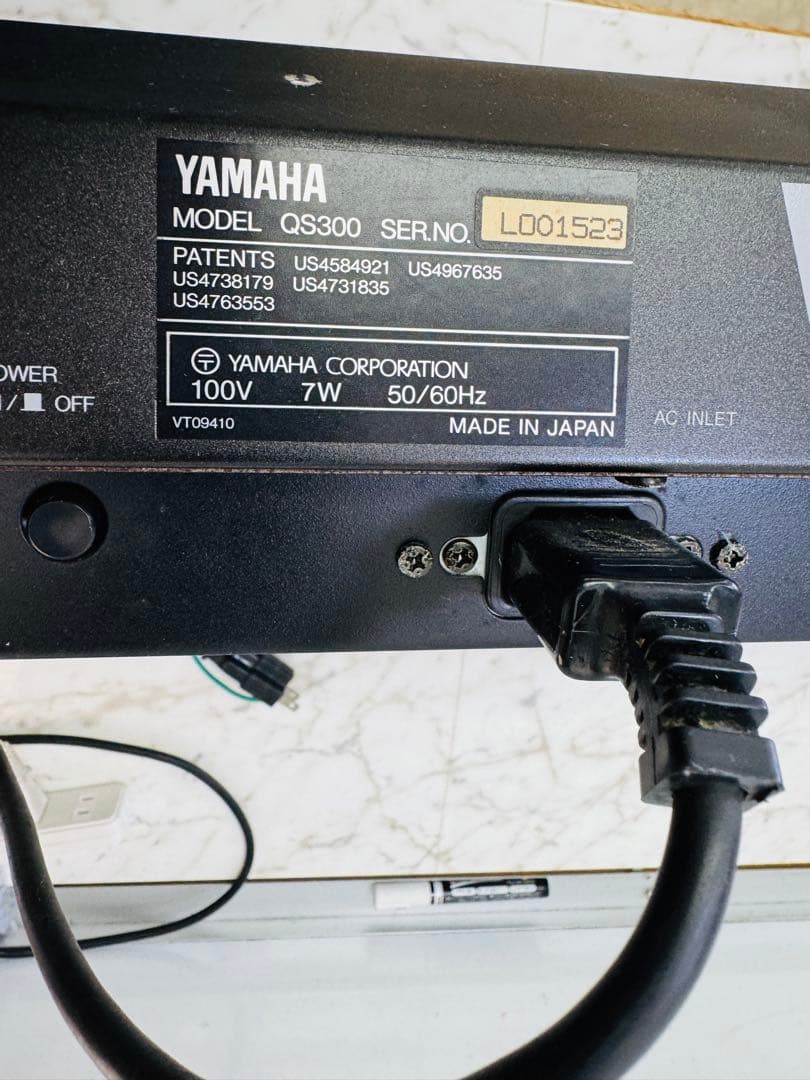 YAMAHA
MODEL QS300 SER.NO. L001523
PATENTS US4584921 US4967635
US4738179 US4731835
US4763553
YAMAHA CORPORATION
100V 7W 50/60Hz
VT09410 MADE IN JAPAN
OWER
/ OFF
AC INLET